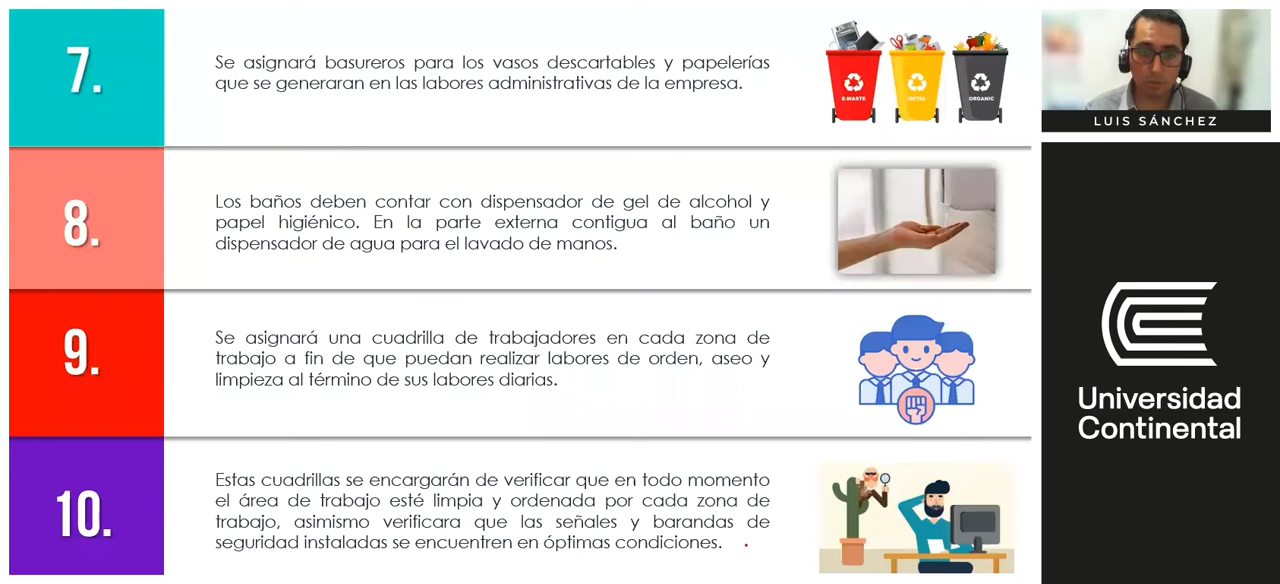 7.
Se asignará basureros para los vasos descartables y papelerías
que se generaran en las labores administrativas de la empresa.
E-WASTE
METAL
ORGANIC
LUIS SÁNCHEZ
8.
Los baños deben contar con dispensador de gel de alcohol y
papel higiénico. En la parte externa contigua al baño un
dispensador de agua para el lavado de manos.
9.
Se asignará una cuadrilla de trabajadores en cada zona de
trabajo a fin de que puedan realizar labores de orden, aseo y
limpieza al término de sus labores diarias.
Universidad
Continental
10.
Estas cuadrillas se encargarán de verificar que en todo momento
el área de trabajo esté limpia y ordenada por cada zona de
trabajo, asimismo verificara que las señales y barandas de
seguridad instaladas se encuentren en óptimas condiciones.